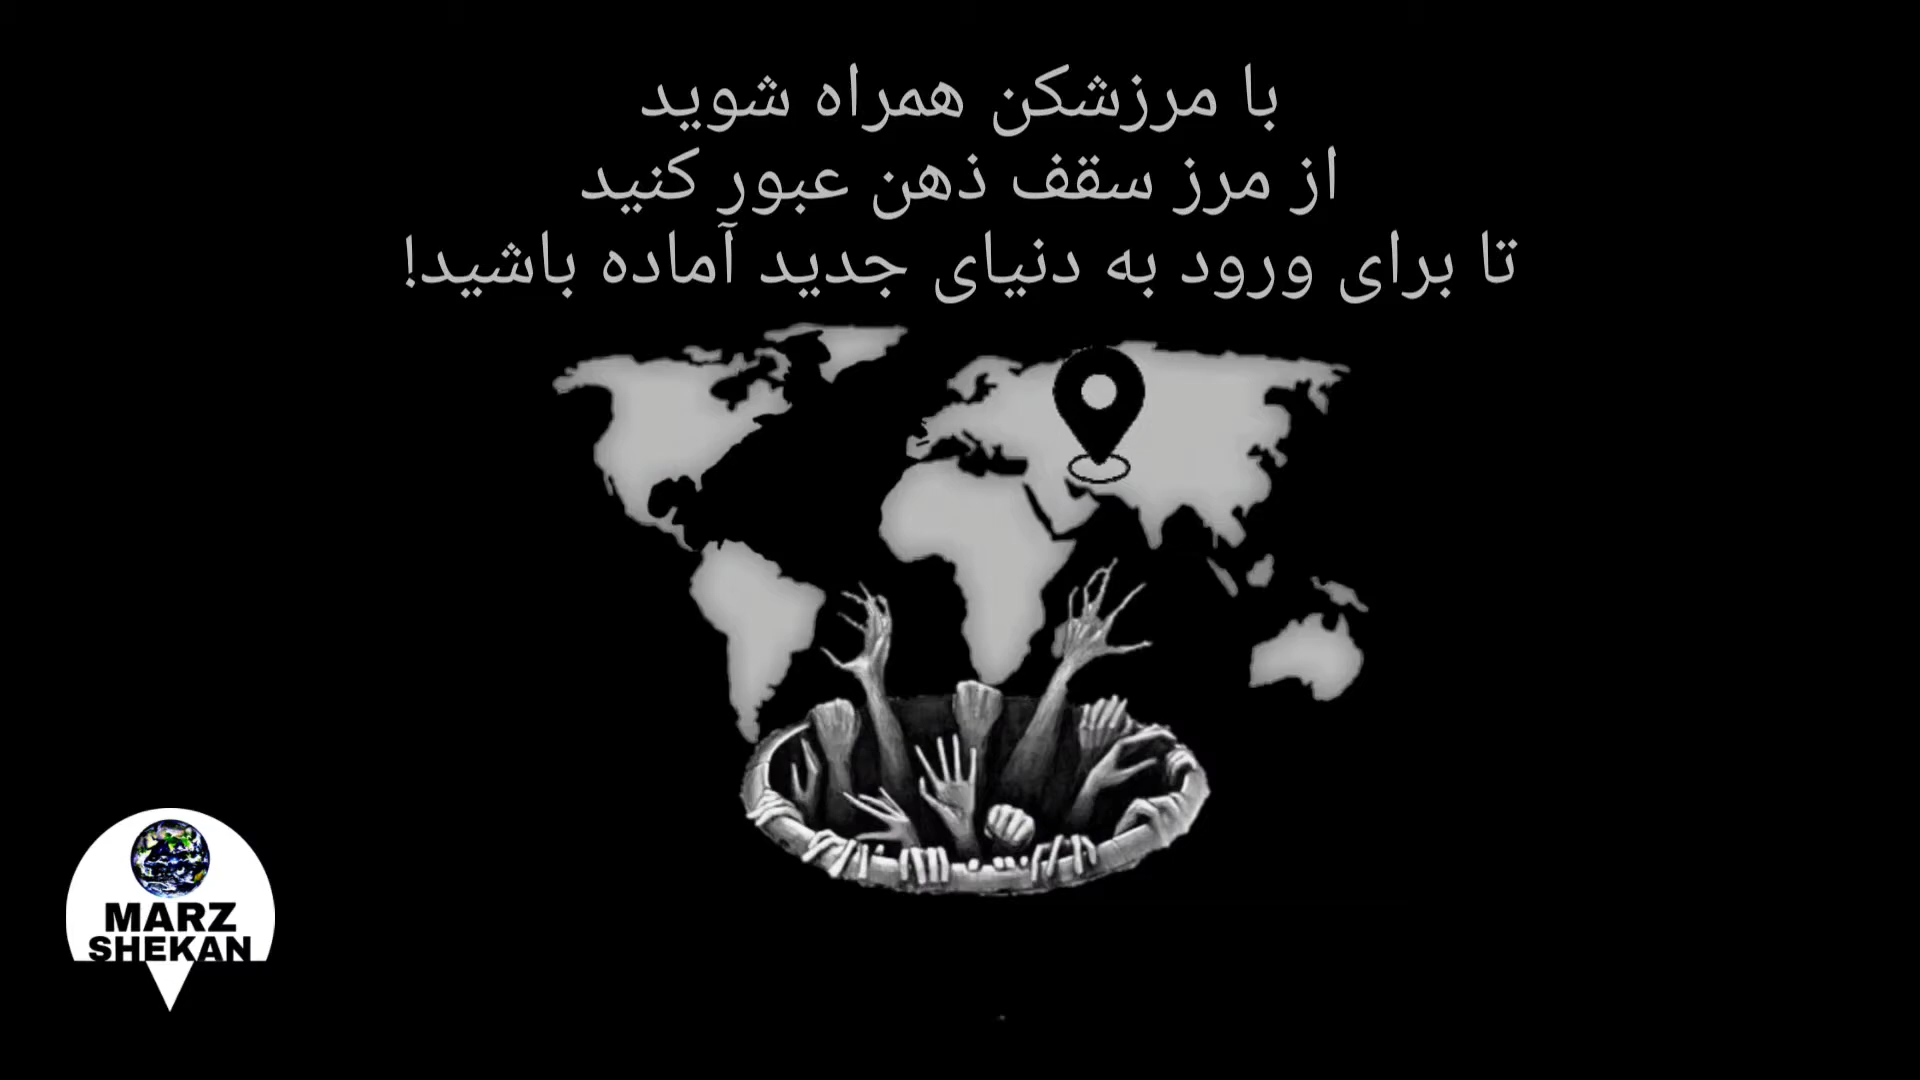 با مرزشکن همراه شوید
از مرز سقف ذهن عبور کنید
تا برای ورود به دنیای جدید آماده باشید!
MARZ
SHEKAN